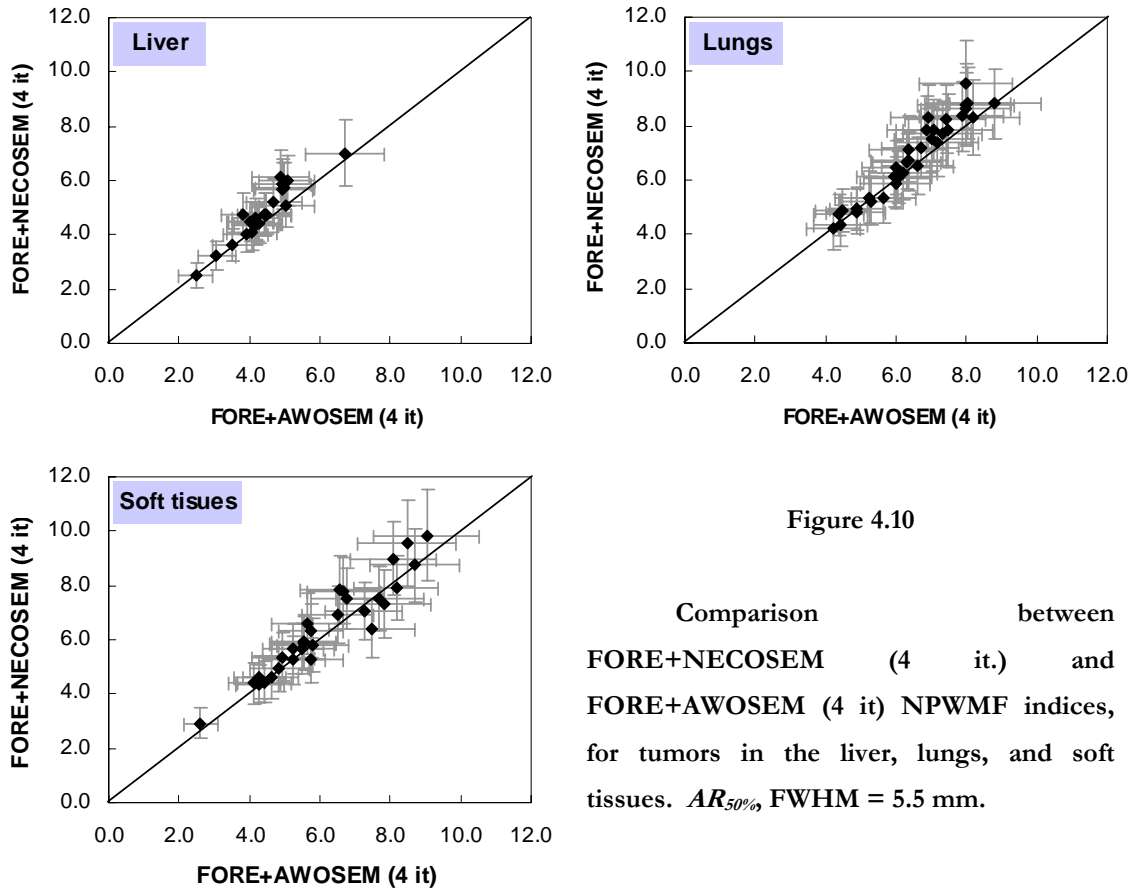 12.0
10.0
8.0
6.0
4.0
2.0
0.0
FORE+NECOSEM (4 it)
Liver
0.0 2.0 4.0 6.0 8.0 10.0 12.0
FORE+AWOSEM (4 it)
12.0
10.0
8.0
6.0
4.0
2.0
0.0
FORE+NECOSEM (4 it)
Lungs
0.0 2.0 4.0 6.0 8.0 10.0 12.0
FORE+AWOSEM (4 it)
12.0
10.0
8.0
6.0
4.0
2.0
0.0
FORE+NECOSEM (4 it)
Soft tisues
0.0 2.0 4.0 6.0 8.0 10.0 12.0
FORE+AWOSEM (4 it)
Figure 4.10
Comparison between
FORE+NECOSEM (4 it.) and
FORE+AWOSEM (4 it) NPWMF indices,
for tumors in the liver, lungs, and soft
tissues. AR50%, FWHM = 5.5 mm.